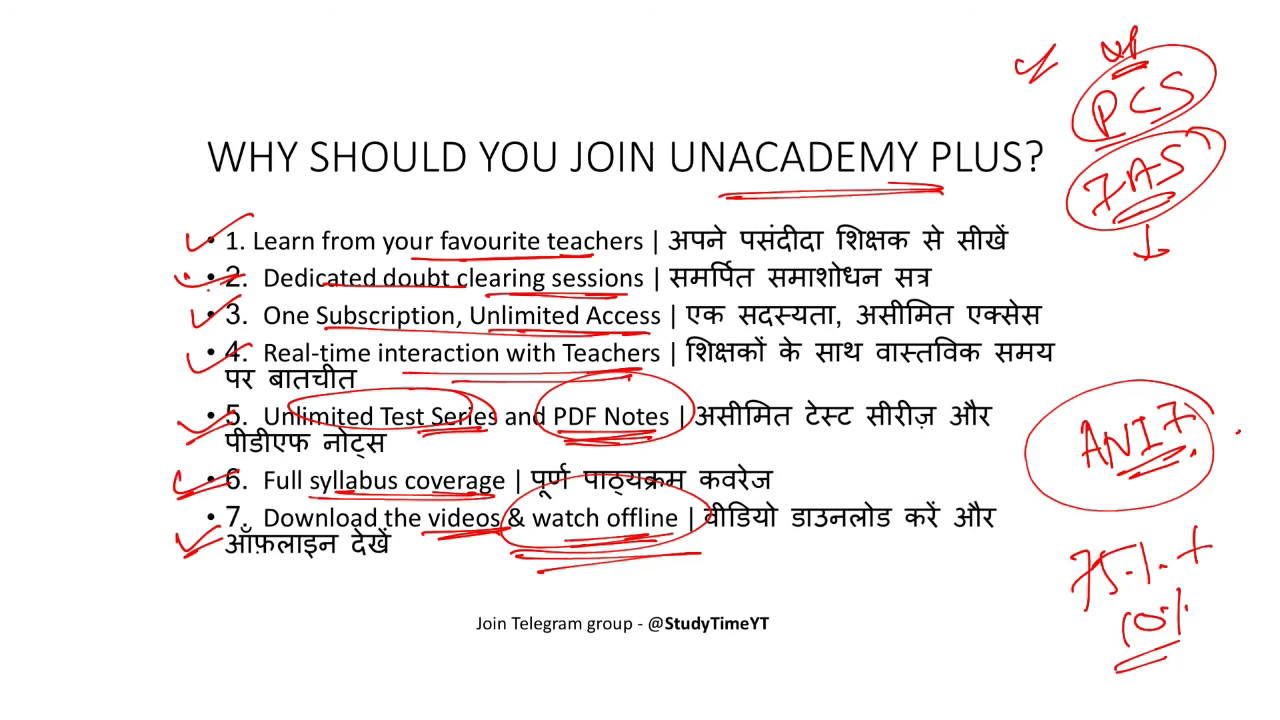 UP
PCS
IAS
WHY SHOULD YOU JOIN UNACADEMY PLUS?
• 1. Learn from your favourite teachers | अपने पसंदीदा शिक्षक से सीखें
• 2. Dedicated doubt clearing sessions | समर्पित समाशोधन सत्र
• 3. One Subscription, Unlimited Access | एक सदस्यता, असीमित एक्सेस
• 4. Real-time interaction with Teachers | शिक्षकों के साथ वास्तविक समय
पर बातचीत
• 5. Unlimited Test Series and PDF Notes | असीमित टेस्ट सीरीज़ और
पीडीएफ नोट्स
• 6. Full syllabus coverage | पूर्ण पाठ्यक्रम कवरेज
• 7. Download the videos & watch offline | वीडियो डाउनलोड करें और
ऑफ़लाइन देखें
ANI7
75% +
10%
Join Telegram group - @StudyTimeYT